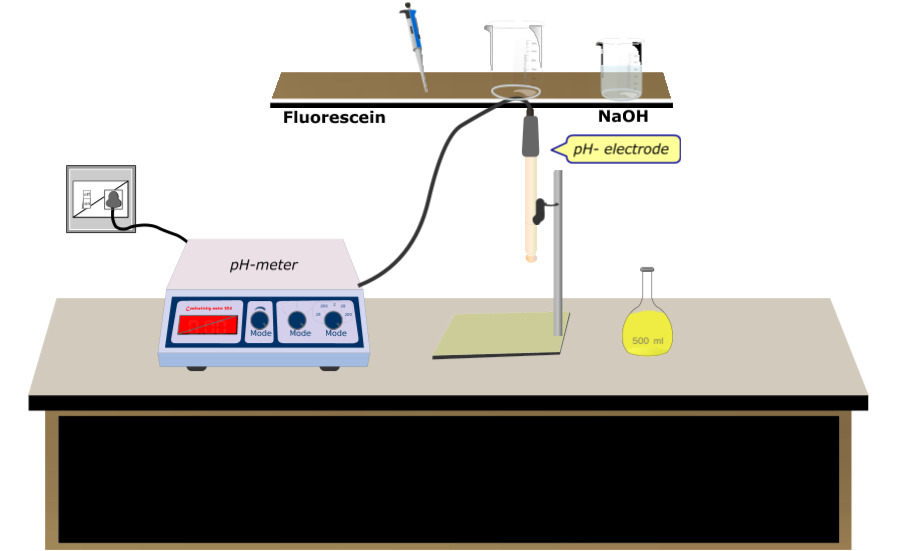 Fluorescein
NaOH
pH- electrode
pH-meter
Mode
Mode
Mode
500 ml